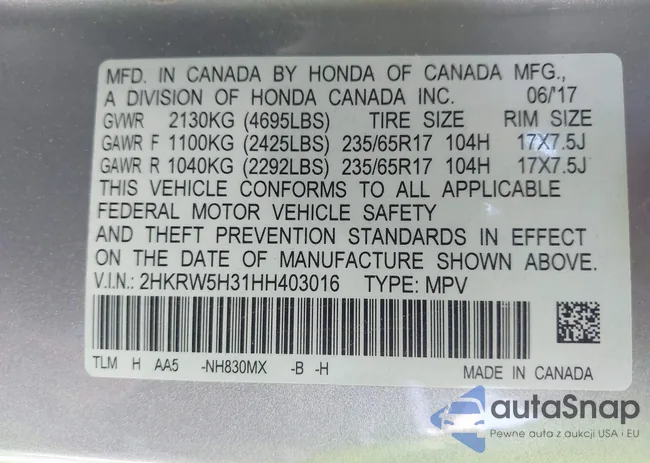 MFD. IN CANADA BY HONDA OF CANADA MFG.,
A DIVISION OF HONDA CANADA INC. 06/'17
GVWR 2130KG (4695LBS) TIRE SIZE RIM SIZE
GAWR F 1100KG (2425LBS) 235/65R17 104H 17X7.5J
GAWR R 1040KG (2292LBS) 235/65R17 104H 17X7.5J
THIS VEHICLE CONFORMS TO ALL APPLICABLE
FEDERAL MOTOR VEHICLE SAFETY
AND THEFT PREVENTION STANDARDS IN EFFECT
ON THE DATE OF MANUFACTURE SHOWN ABOVE.
V.I.N.: 2HKRW5H31HH403016 TYPE: MPV
TLM H AA5 -NH830MX -B -H
MADE IN CANADA
autaSnap
Pewne auta z aukcji USA i EU